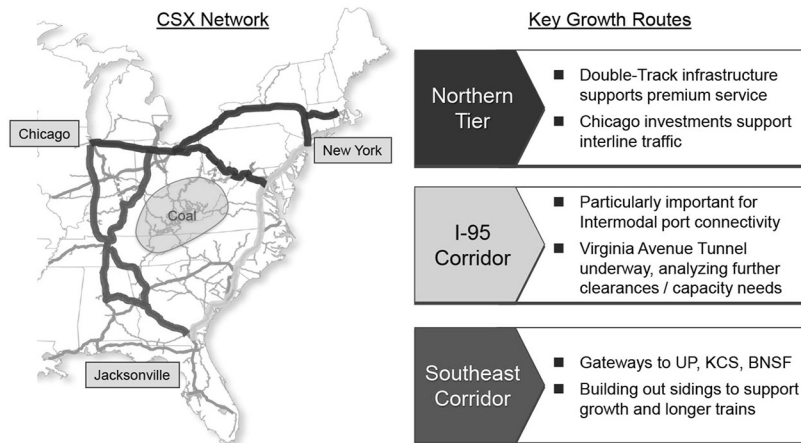 CSX Network
Chicago
New York
Coal
Jacksonville
Key Growth Routes
Northern
Tier
■ Double-Track infrastructure
supports premium service
■ Chicago investments support
interline traffic
I-95
Corridor
■ Particularly important for
Intermodal port connectivity
■ Virginia Avenue Tunnel
underway, analyzing further
clearances / capacity needs
Southeast
Corridor
■ Gateways to UP, KCS, BNSF
■ Building out sidings to support
growth and longer trains